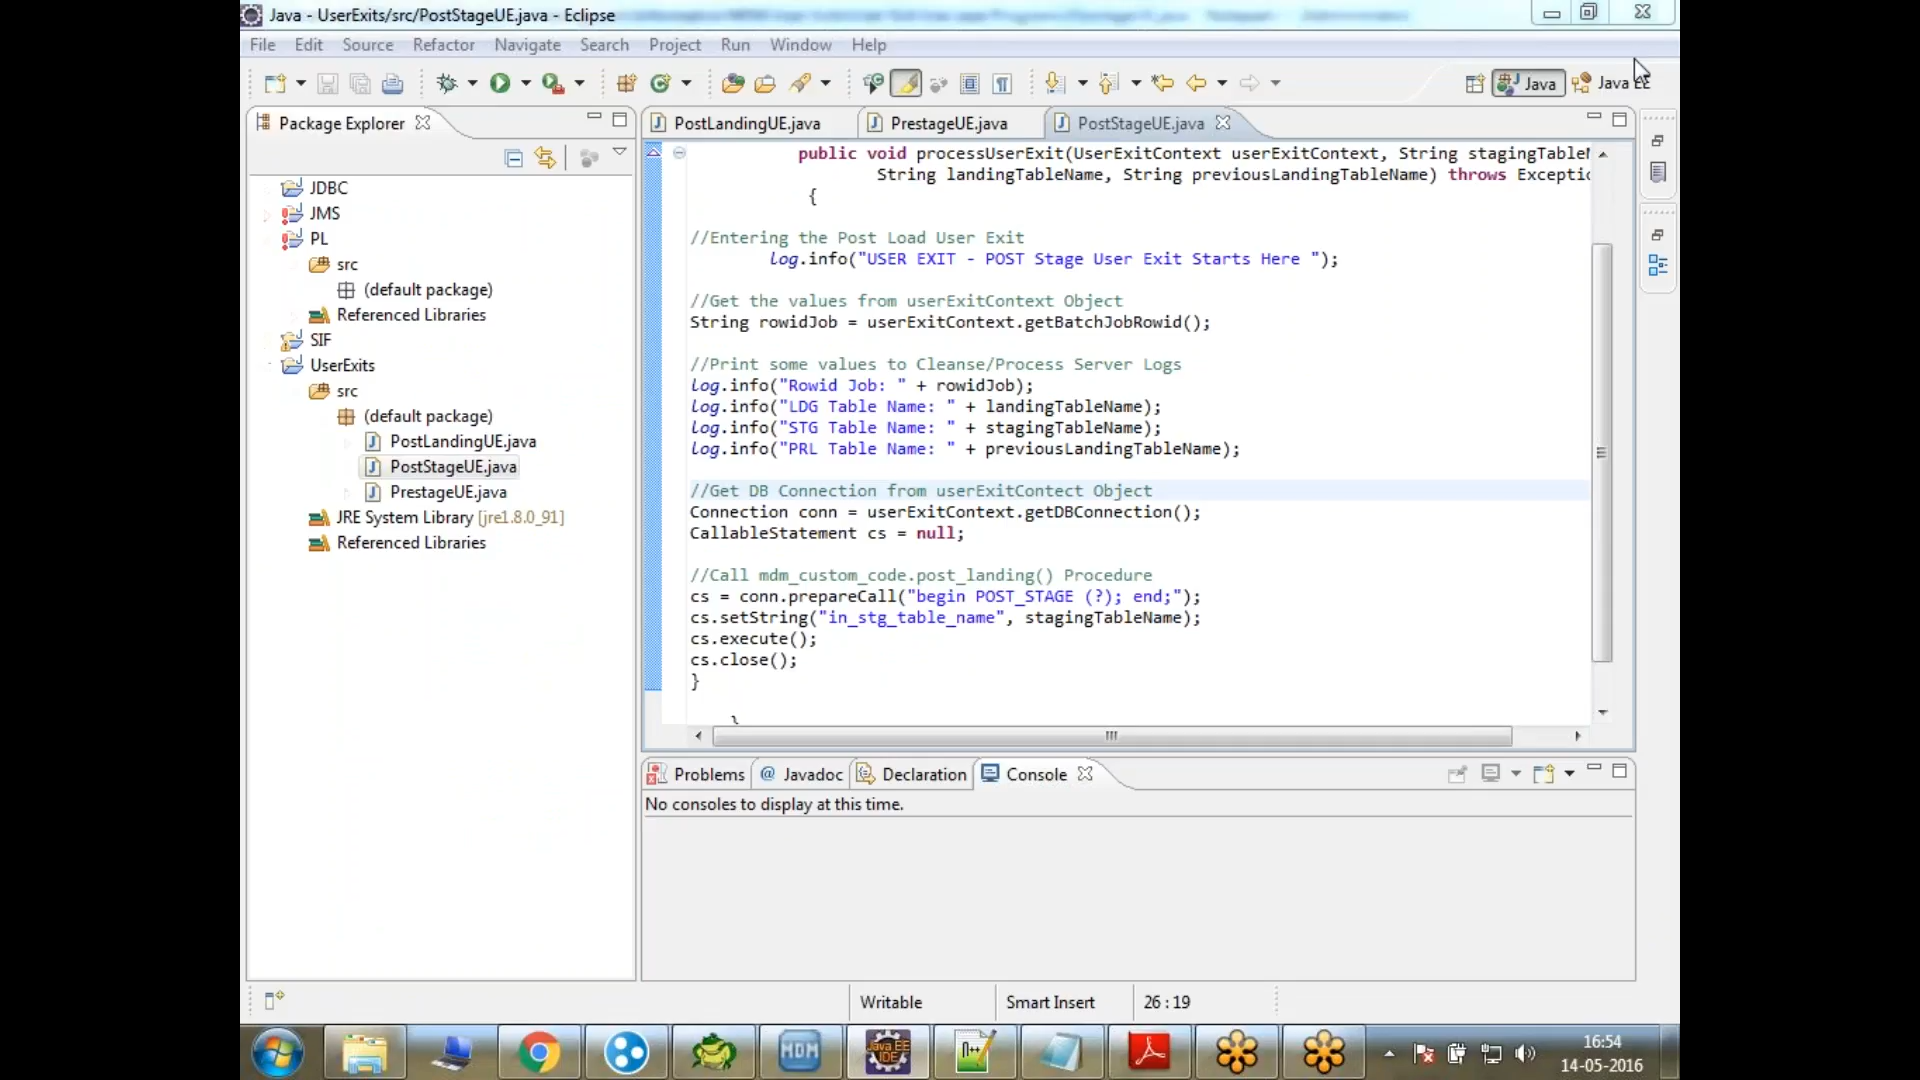 Java - UserExits/src/PostStageUE.java - Eclipse
File Edit Source Refactor Navigate Search Project Run Window Help
Java Java EE
Package Explorer
JDBC
JMS
PL
src
(default package)
Referenced Libraries
SIF
UserExits
src
(default package)
PostLandingUE.java
PostStageUE.java
PrestageUE.java
JRE System Library [jre1.8.0_91]
Referenced Libraries
PostLandingUE.java PrestageUE.java PostStageUE.java
public void processUserExit(UserExitContext userExitContext, String stagingTableN
String landingTableName, String previousLandingTableName) throws Exceptio
{
//Entering the Post Load User Exit
log.info("USER EXIT - POST Stage User Exit Starts Here ");
//Get the values from userExitContext Object
String rowidJob = userExitContext.getBatchJobRowid();
//Print some values to Cleanse/Process Server Logs
log.info("Rowid Job: " + rowidJob);
log.info("LDG Table Name: " + landingTableName);
log.info("STG Table Name: " + stagingTableName);
log.info("PRL Table Name: " + previousLandingTableName);
//Get DB Connection from userExitContect Object
Connection conn = userExitContext.getDBConnection();
CallableStatement cs = null;
//Call mdm_custom_code.post_landing() Procedure
cs = conn.prepareCall("begin POST_STAGE (?); end;");
cs.setString("in_stg_table_name", stagingTableName);
cs.execute();
cs.close();
}
}
Problems @ Javadoc Declaration Console
No consoles to display at this time.
Writable Smart Insert 26 : 19
MDM
Java EE
IDE
n++
16:54
14-05-2016